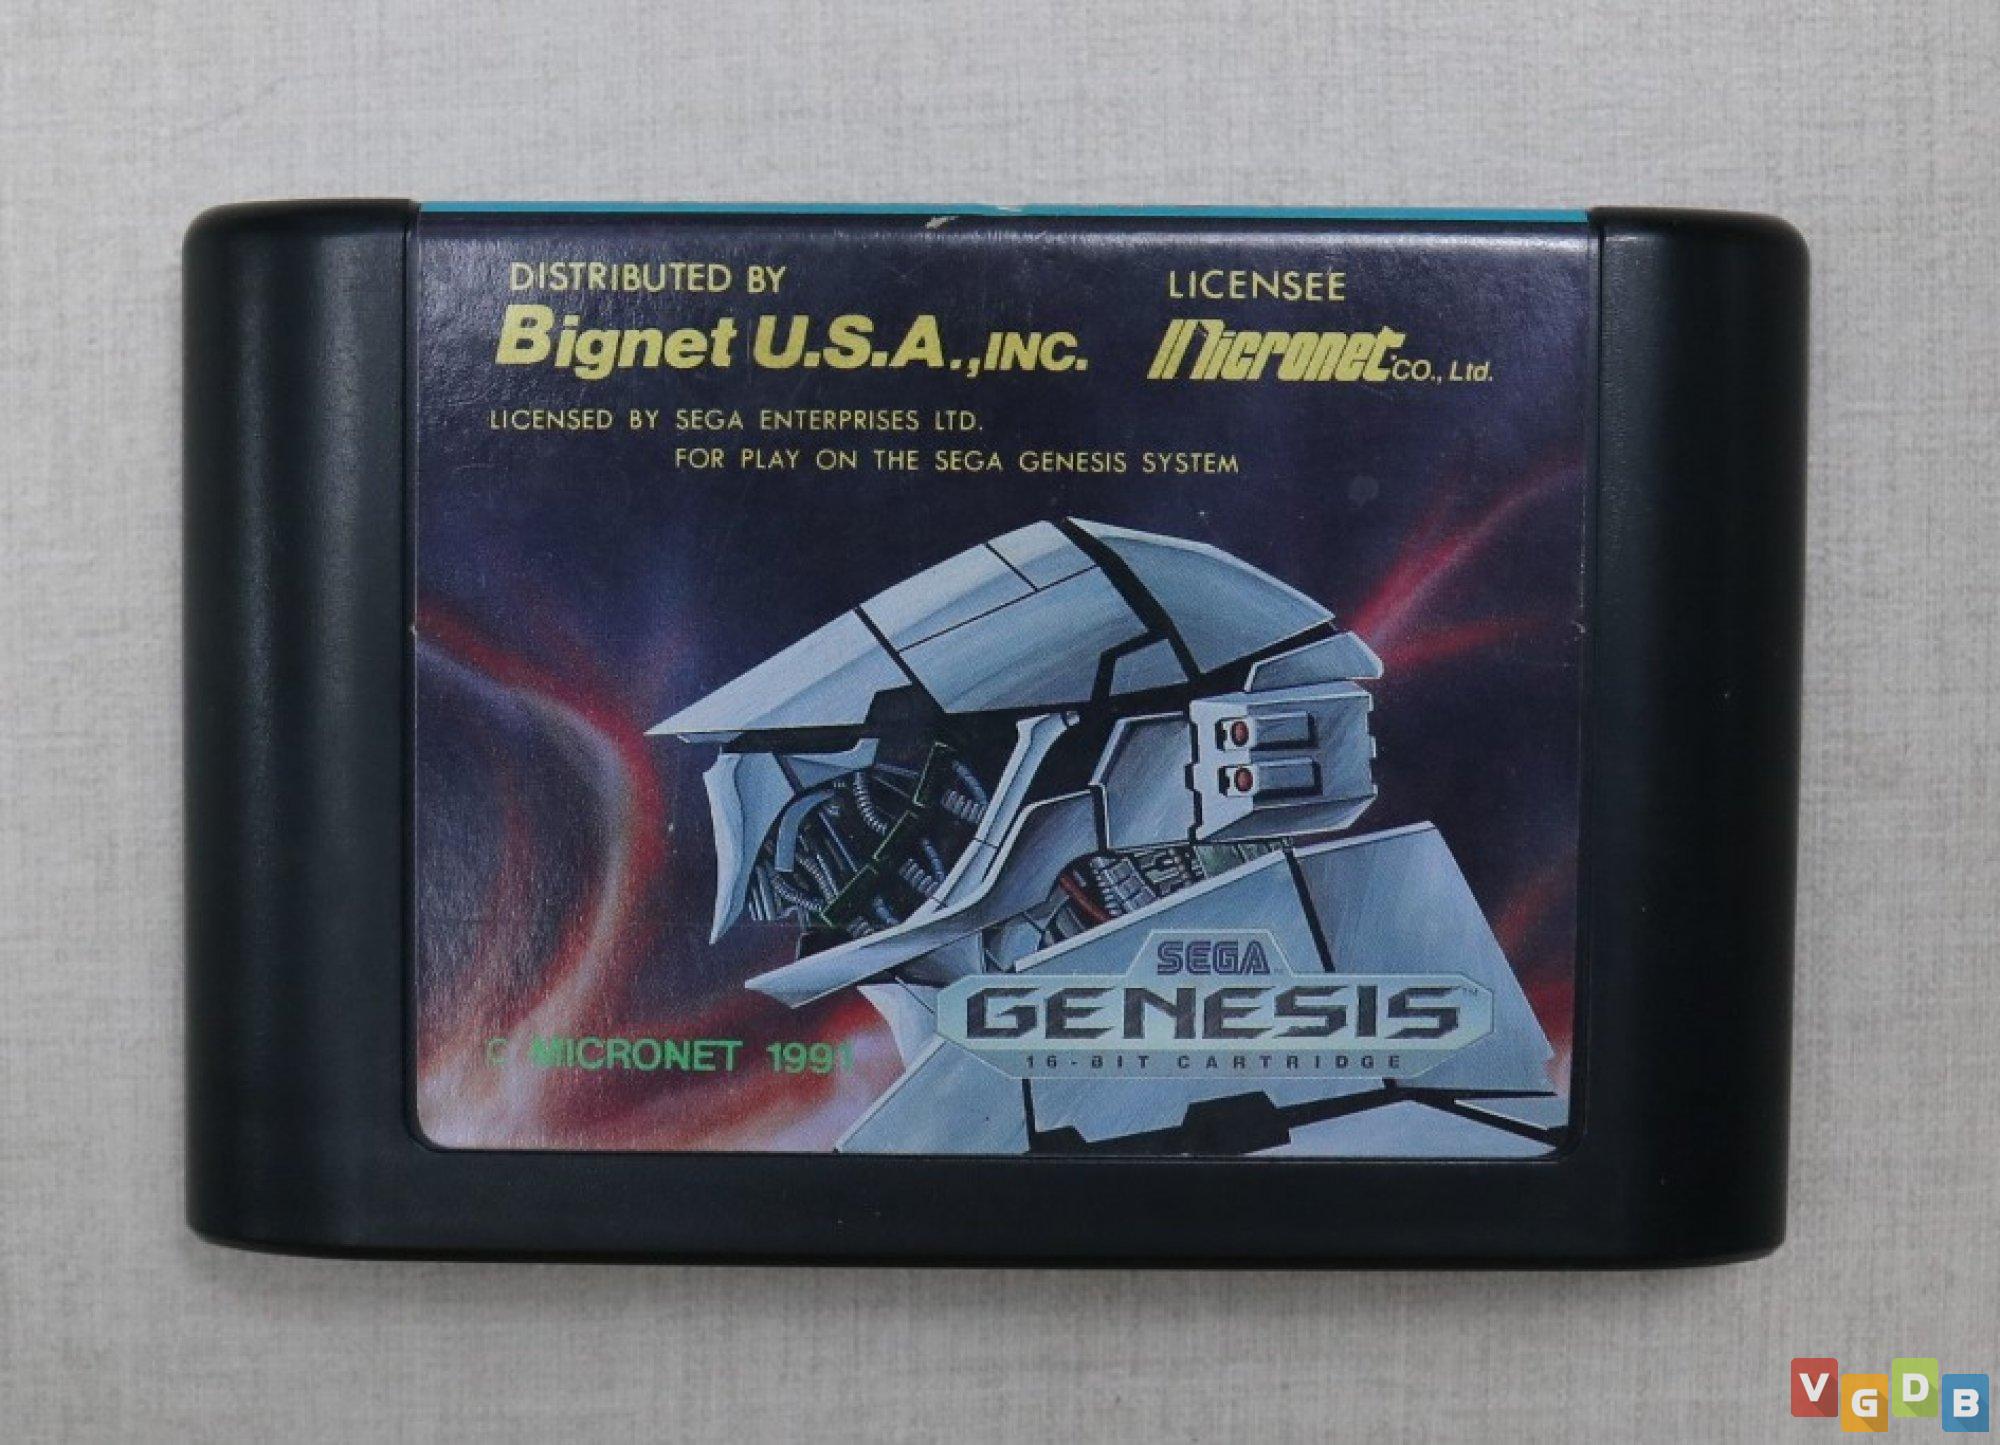 DISTRIBUTED BY
Bignet U.S.A.,INC.
LICENSEE
Micronet CO., Ltd.
LICENSED BY SEGA ENTERPRISES LTD.
FOR PLAY ON THE SEGA GENESIS SYSTEM
SEGA
GENESIS™
16-BIT CARTRIDGE
© MICRONET 1991
VGDB